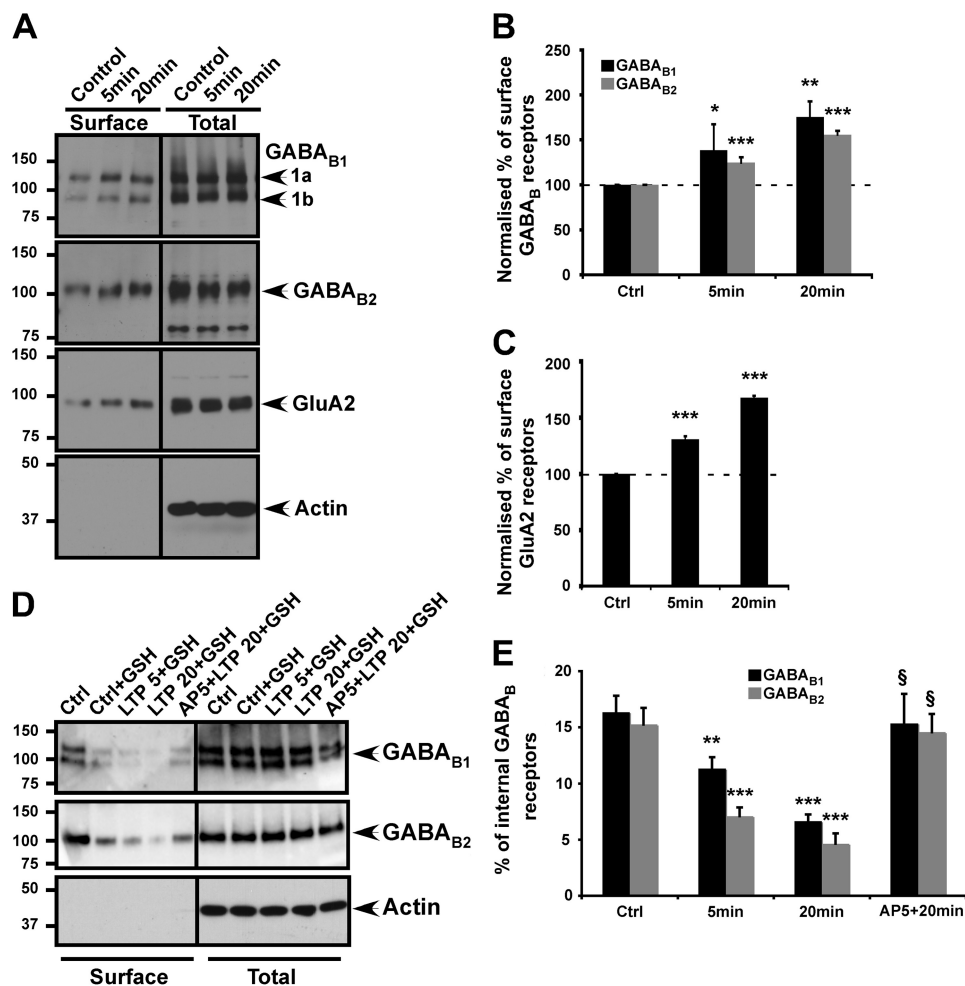 A
Control
5min
20min
Control
5min
20min
Surface
Total
150
100
75
GABAB1
1a
1b
150
100
75
GABAB2
150
100
75
GluA2
50
37
Actin
B
Normalised % of surface
GABAB receptors
250
200
150
100
50
0
GABAB1
GABAB2
*
***
**
***
Ctrl
5min
20min
C
Normalised % of surface
GluA2 receptors
200
150
100
50
0
***
***
Ctrl
5min
20min
D
Ctrl
Ctrl+GSH
LTP 5+GSH
LTP 20+GSH
AP5+LTP 20+GSH
Ctrl
Ctrl+GSH
LTP 5+GSH
LTP 20+GSH
AP5+LTP 20+GSH
150
100
75
GABAB1
150
100
75
GABAB2
50
37
Actin
Surface
Total
E
% of internal GABAB
receptors
20
15
10
5
0
GABAB1
GABAB2
**
***
***
***
§
§
Ctrl
5min
20min
AP5+20min